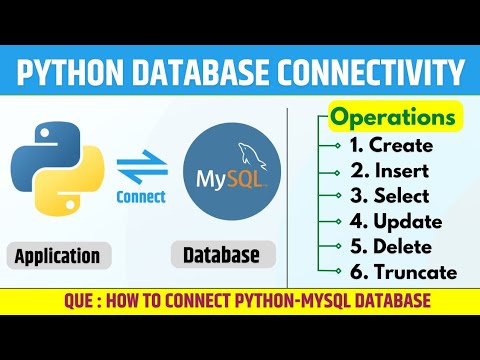 PYTHON DATABASE CONNECTIVITY
Connect
MySQL
Application
Database
Operations
1. Create
2. Insert
3. Select
4. Update
5. Delete
6. Truncate
QUE : HOW TO CONNECT PYTHON-MYSQL DATABASE